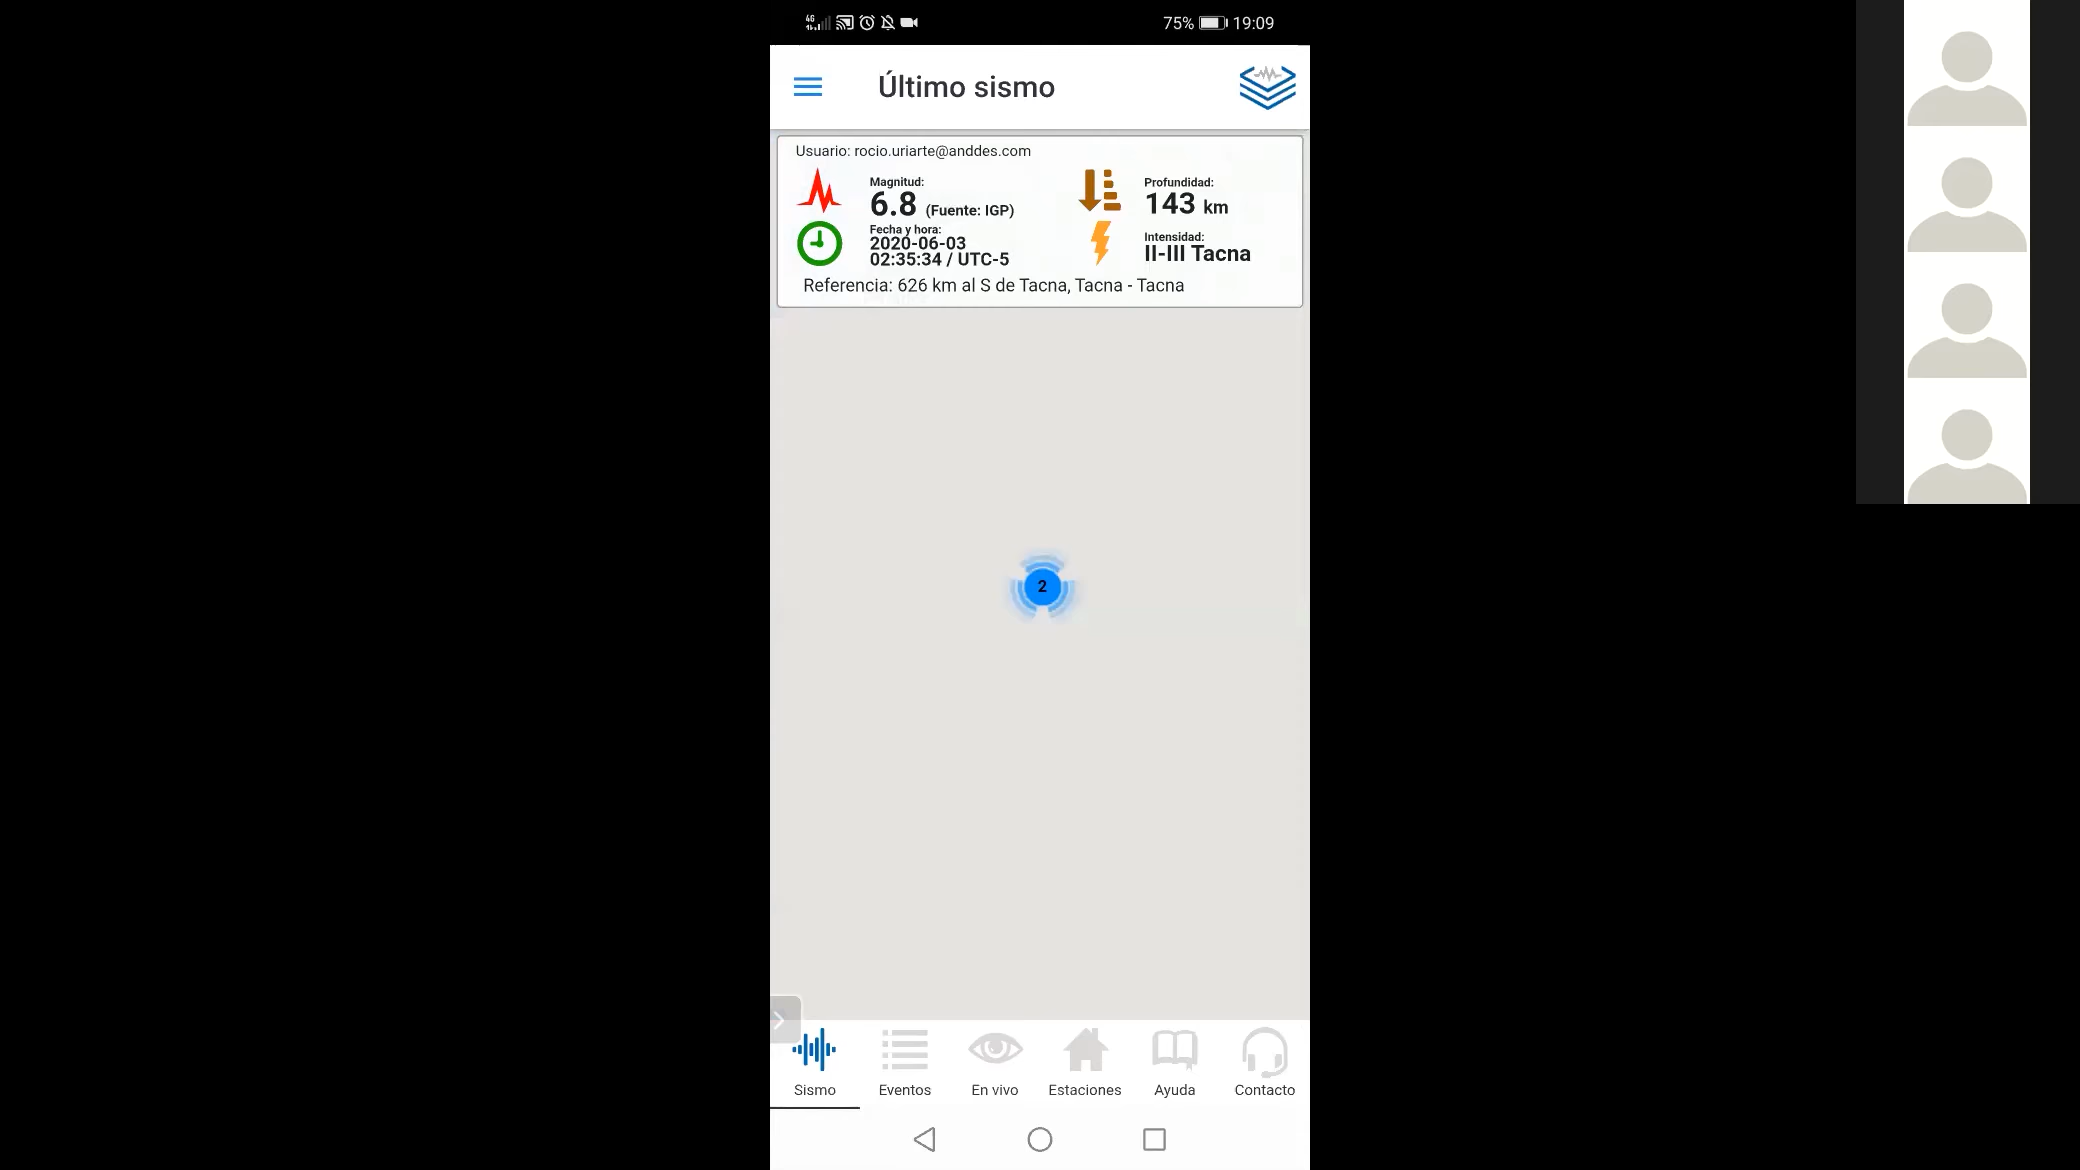 4G
75% 19:09
Último sismo
Usuario: rocio.uriarte@anddes.com
Magnitud:
6.8 (Fuente: IGP)
Profundidad:
143 km
Fecha y hora:
2020-06-03
02:35:34 / UTC-5
Intensidad:
II-III Tacna
Referencia: 626 km al S de Tacna, Tacna - Tacna
2
Sismo Eventos En vivo Estaciones Ayuda Contacto